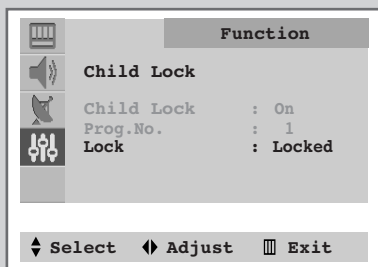 Function
Child Lock
Child Lock : On
Prog.No. : 1
Lock : Locked
Select Adjust Exit